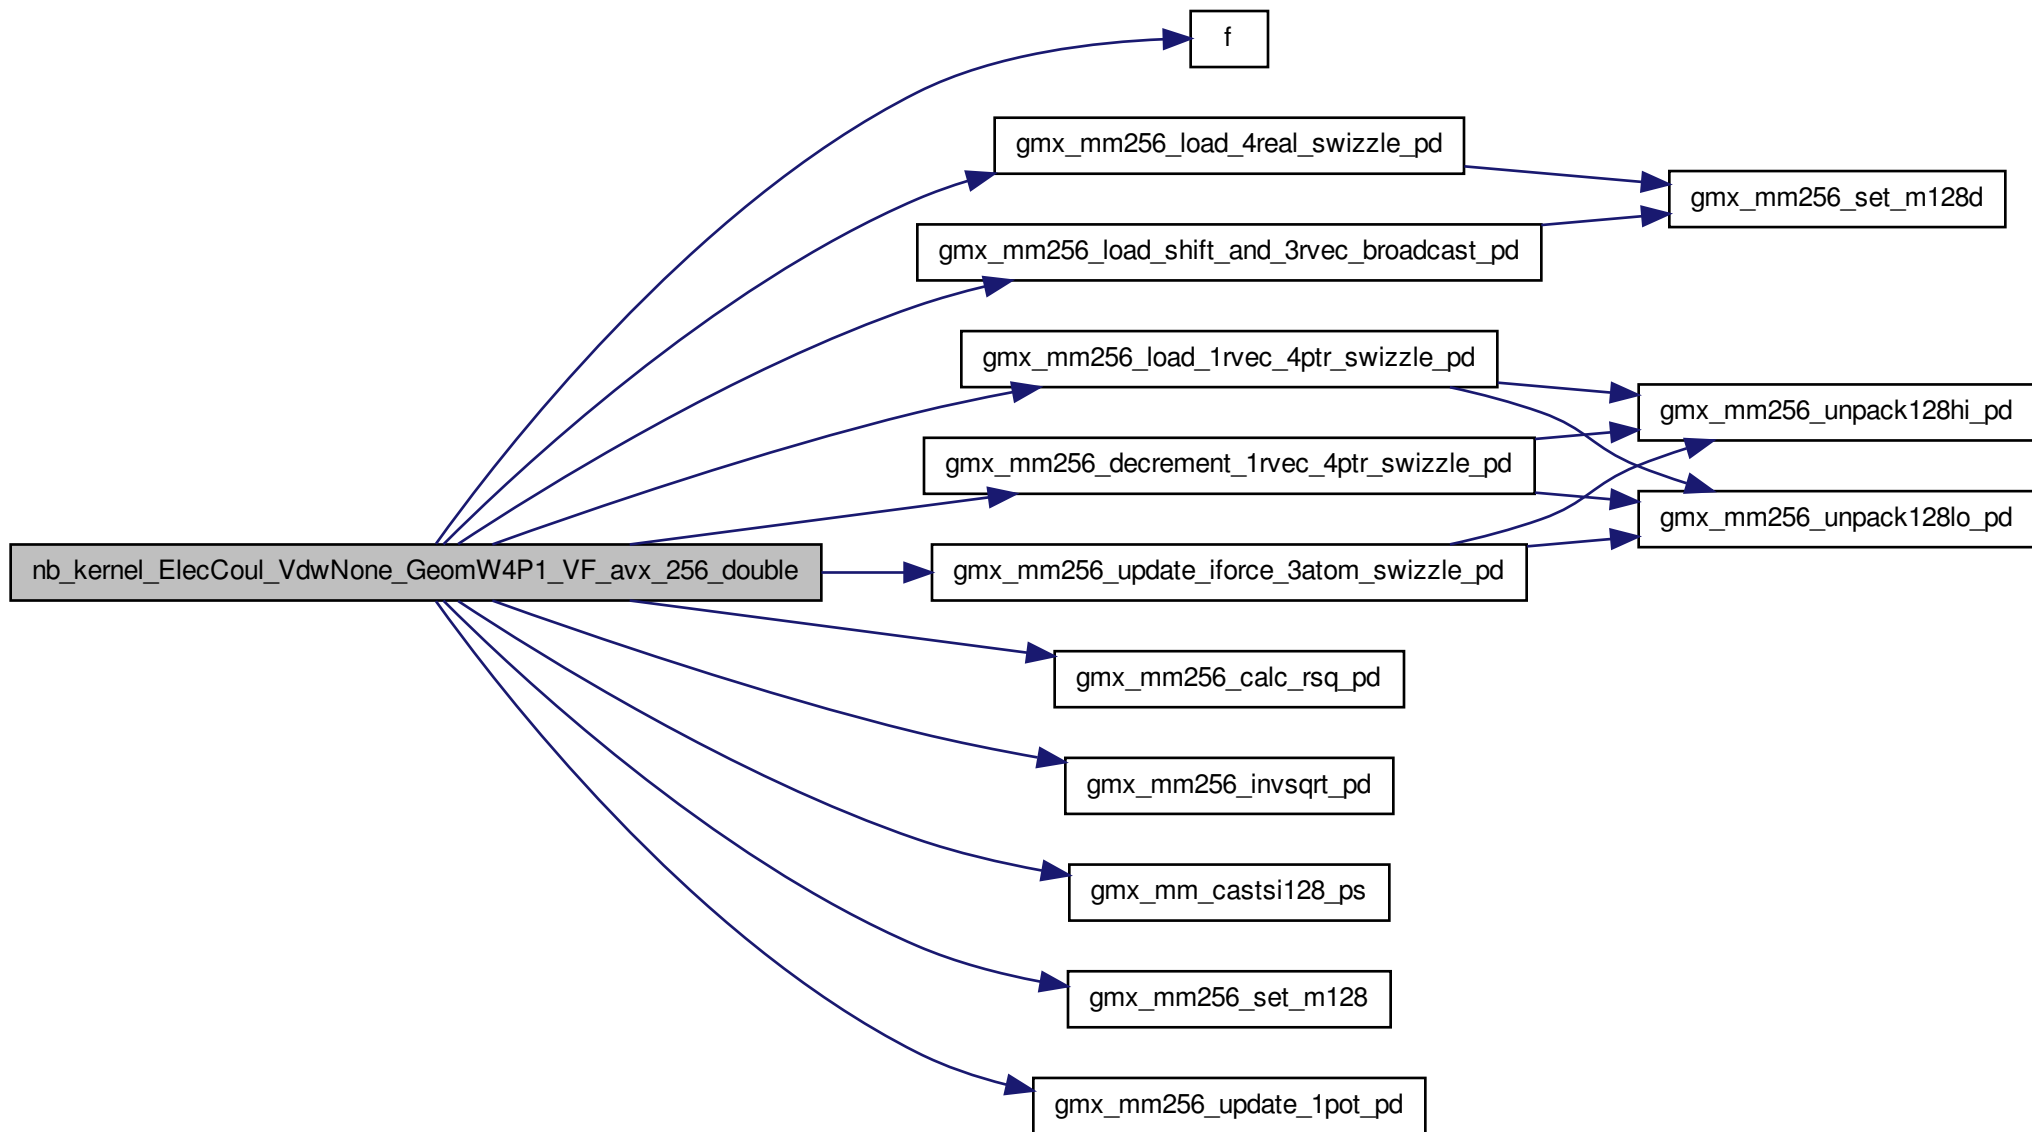 f
gmx_mm256_load_4real_swizzle_pd
gmx_mm256_set_m128d
gmx_mm256_load_shift_and_3rvec_broadcast_pd
gmx_mm256_load_1rvec_4ptr_swizzle_pd
gmx_mm256_unpack128hi_pd
gmx_mm256_decrement_1rvec_4ptr_swizzle_pd
gmx_mm256_unpack128lo_pd
nb_kernel_ElecCoul_VdwNone_GeomW4P1_VF_avx_256_double
gmx_mm256_update_iforce_3atom_swizzle_pd
gmx_mm256_calc_rsq_pd
gmx_mm256_invsqrt_pd
gmx_mm_castsi128_ps
gmx_mm256_set_m128
gmx_mm256_update_1pot_pd